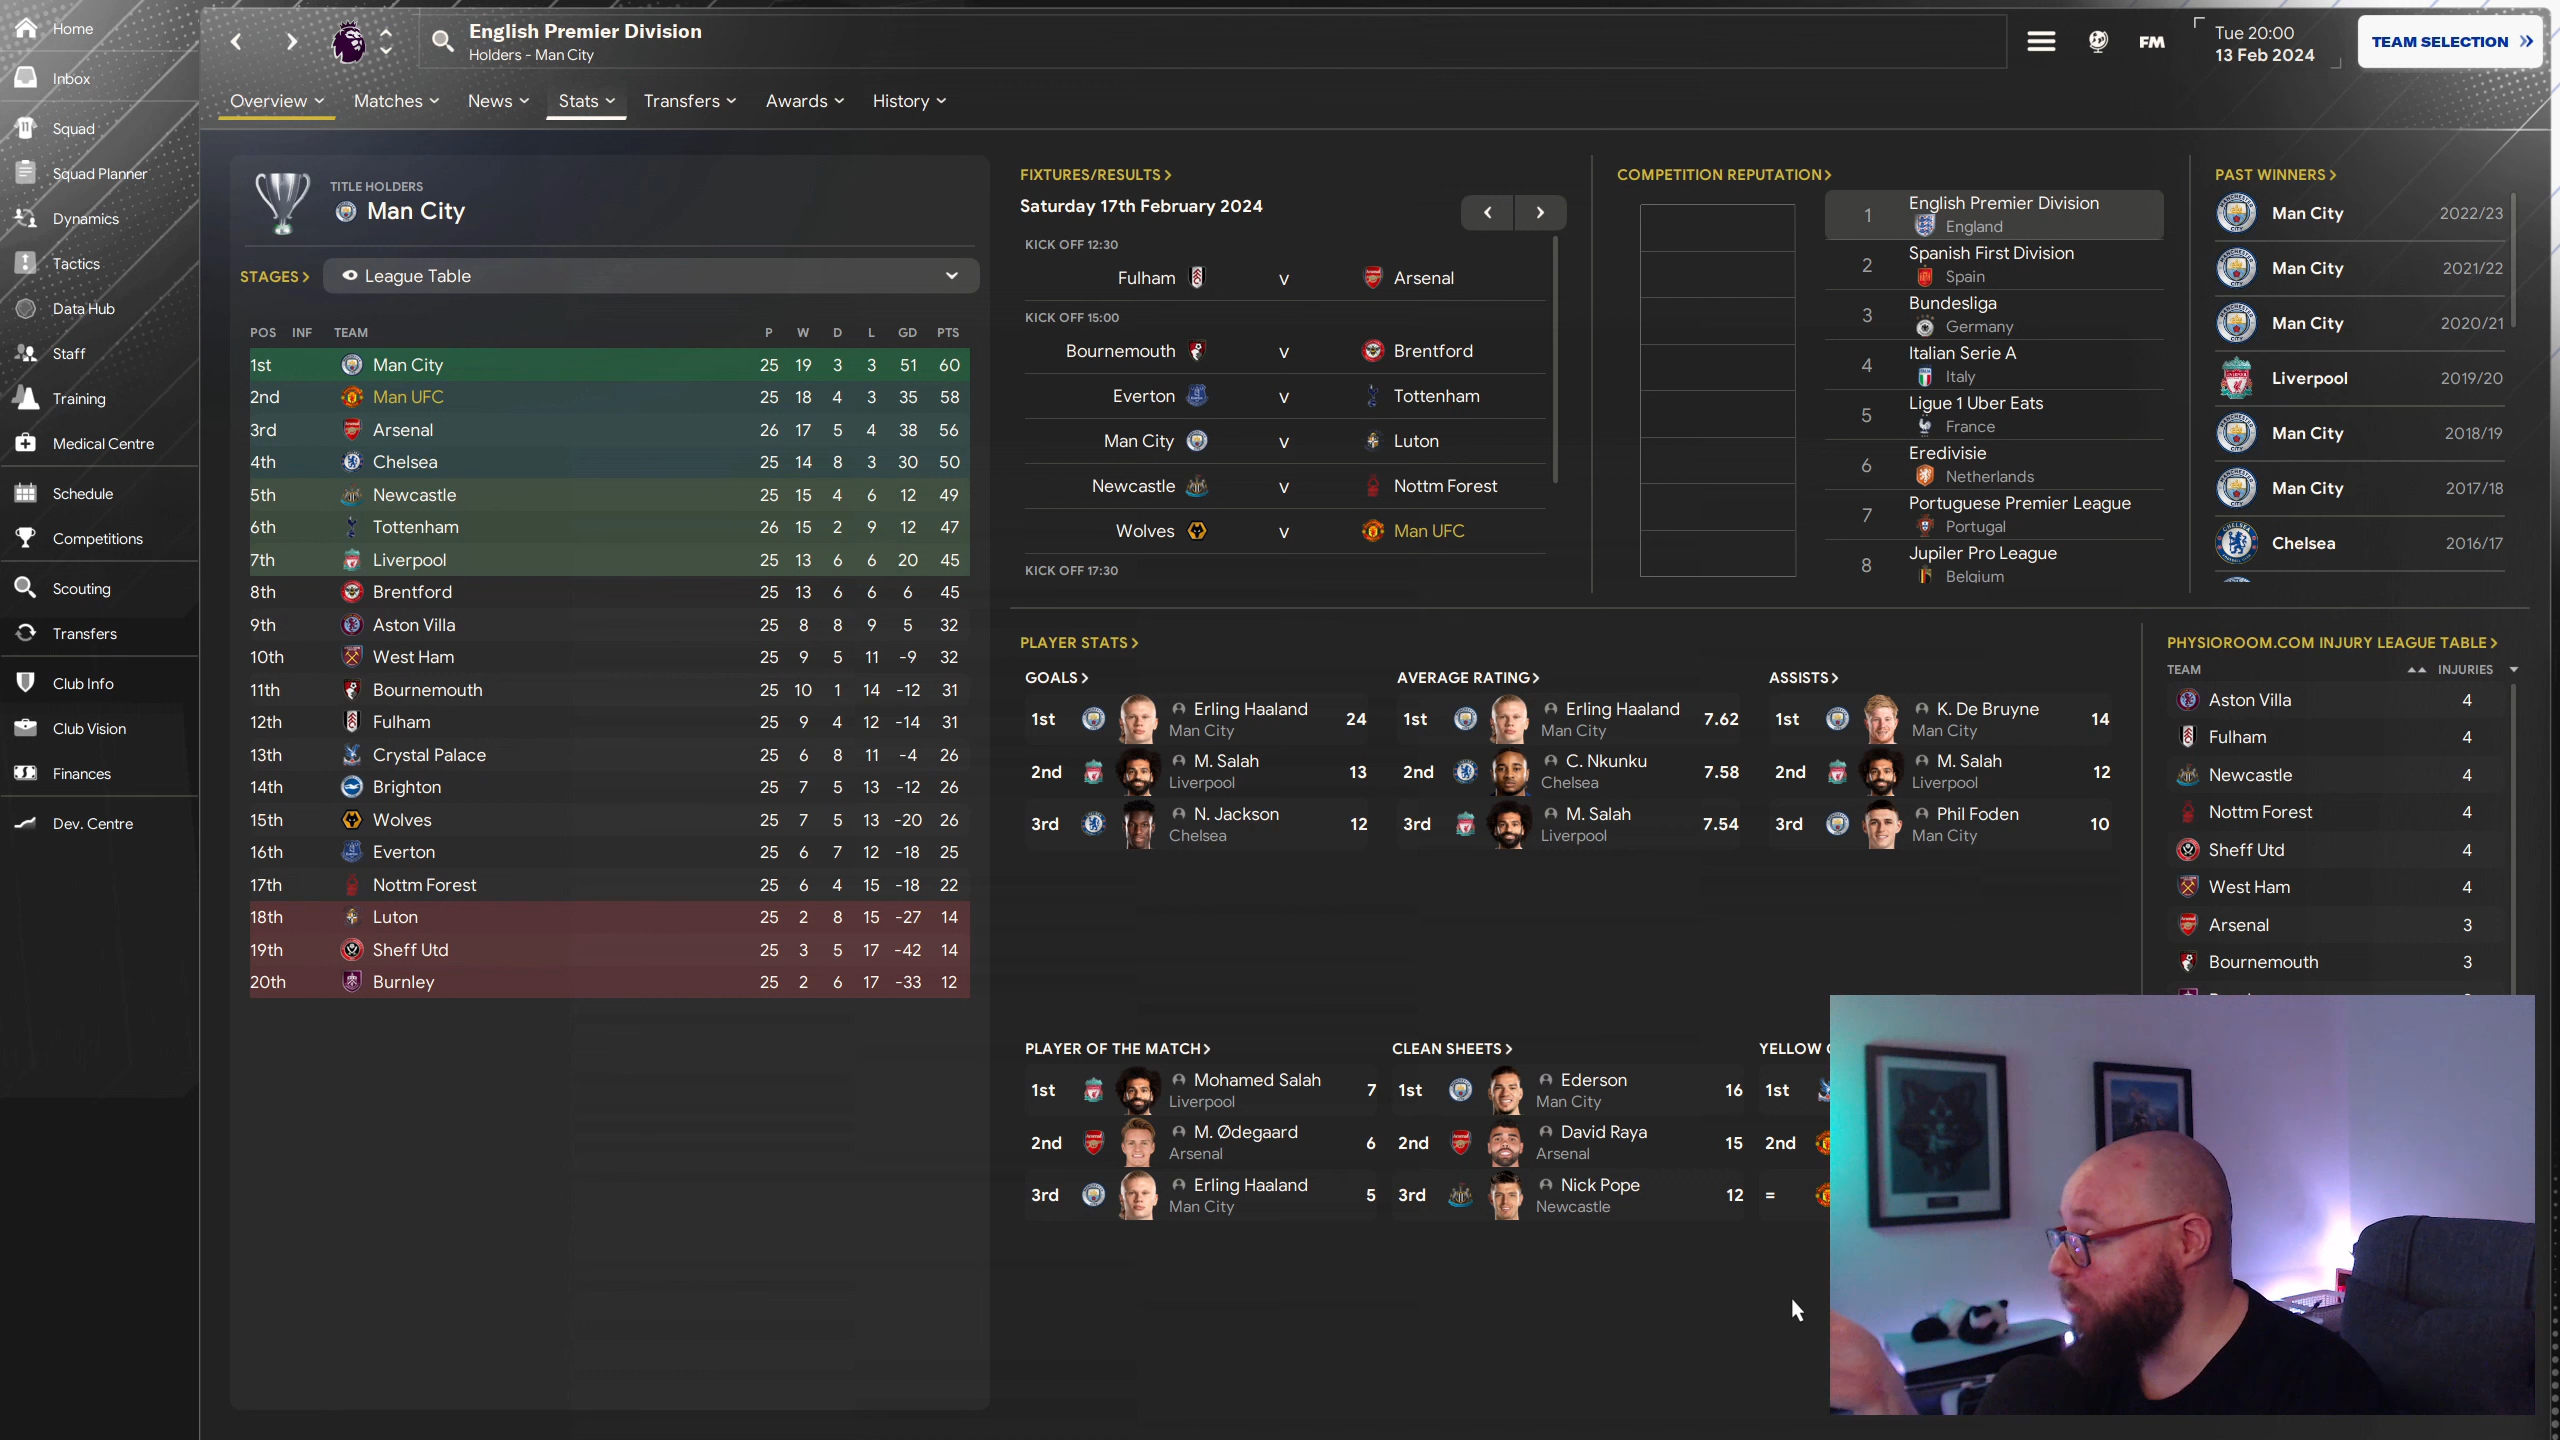 Home
Inbox
Squad
Squad Planner
Dynamics
Tactics
Data Hub
Staff
Training
Medical Centre
Schedule
Competitions
Scouting
Transfers
Club Info
Club Vision
Finances
Dev. Centre
English Premier Division
Holders - Man City
FM
Tue 20:00
13 Feb 2024
TEAM SELECTION
Overview Matches News Stats Transfers Awards History
TITLE HOLDERS
Man City
STAGES League Table
POS INF TEAM P W D L GD PTS
1st Man City 25 19 3 3 51 60
2nd Man UFC 25 18 4 3 35 58
3rd Arsenal 26 17 5 4 38 56
4th Chelsea 25 14 8 3 30 50
5th Newcastle 25 15 4 6 12 49
6th Tottenham 26 15 2 9 12 47
7th Liverpool 25 13 6 6 20 45
8th Brentford 25 13 6 6 6 45
9th Aston Villa 25 8 8 9 5 32
10th West Ham 25 9 5 11 -9 32
11th Bournemouth 25 10 1 14 -12 31
12th Fulham 25 9 4 12 -14 31
13th Crystal Palace 25 6 8 11 -4 26
14th Brighton 25 7 5 13 -12 26
15th Wolves 25 7 5 13 -20 26
16th Everton 25 6 7 12 -18 25
17th Nottm Forest 25 6 4 15 -18 22
18th Luton 25 2 8 15 -27 14
19th Sheff Utd 25 3 5 17 -42 14
20th Burnley 25 2 6 17 -33 12
FIXTURES/RESULTS
Saturday 17th February 2024
KICK OFF 12:30
Fulham v Arsenal
KICK OFF 15:00
Bournemouth v Brentford
Everton v Tottenham
Man City v Luton
Newcastle v Nottm Forest
Wolves v Man UFC
KICK OFF 17:30
COMPETITION REPUTATION
1 English Premier Division
England
2 Spanish First Division
Spain
3 Bundesliga
Germany
4 Italian Serie A
Italy
5 Ligue 1 Uber Eats
France
6 Eredivisie
Netherlands
7 Portuguese Premier League
Portugal
8 Jupiler Pro League
Belgium
PAST WINNERS
Man City 2022/23
Man City 2021/22
Man City 2020/21
Liverpool 2019/20
Man City 2018/19
Man City 2017/18
Chelsea 2016/17
PLAYER STATS
GOALS
1st Erling Haaland 24
Man City
2nd M. Salah 13
Liverpool
3rd N. Jackson 12
Chelsea
AVERAGE RATING
1st Erling Haaland 7.62
Man City
2nd C. Nkunku 7.58
Chelsea
3rd M. Salah 7.54
Liverpool
ASSISTS
1st K. De Bruyne 14
Man City
2nd M. Salah 12
Liverpool
3rd Phil Foden 10
Man City
PHYSIOROOM.COM INJURY LEAGUE TABLE
TEAM INJURIES
Aston Villa 4
Fulham 4
Newcastle 4
Nottm Forest 4
Sheff Utd 4
West Ham 4
Arsenal 3
Bournemouth 3
PLAYER OF THE MATCH
1st Mohamed Salah 7
Liverpool
2nd M. Ødegaard 6
Arsenal
3rd Erling Haaland 5
Man City
CLEAN SHEETS
1st Ederson 16
Man City
2nd David Raya 15
Arsenal
3rd Nick Pope 12
Newcastle
YELLOW
1st
2nd
=